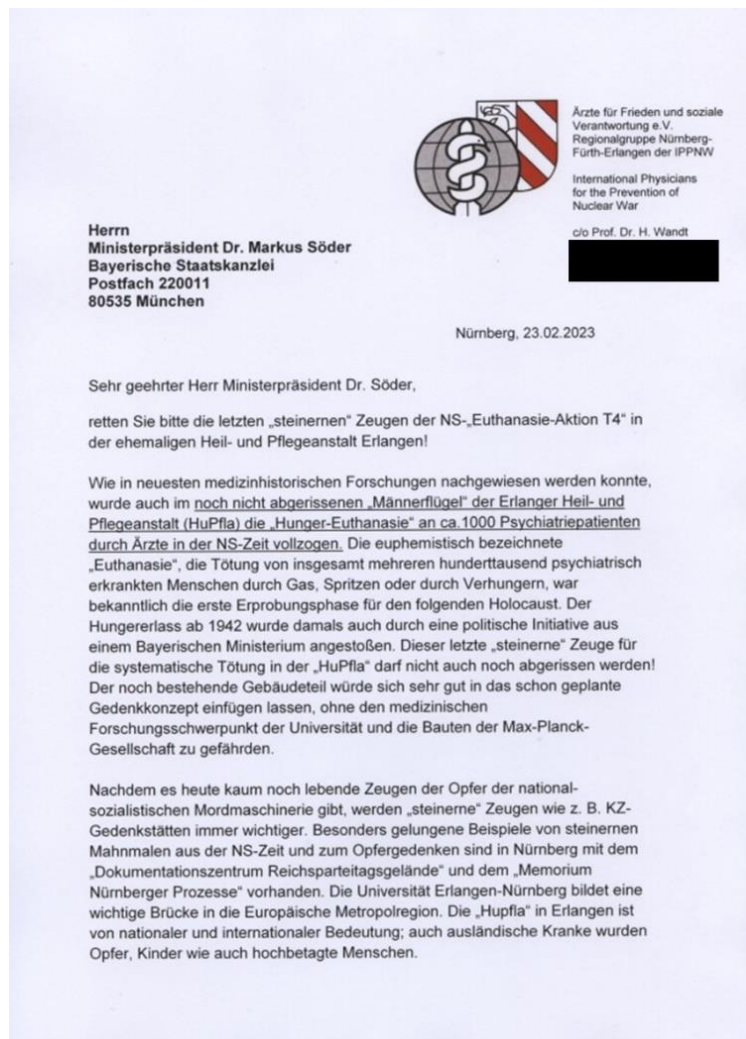 Ärzte für Frieden und soziale
Verantwortung e.V.
Regionalgruppe Nürnberg-
Fürth-Erlangen der IPPNW
International Physicians
for the Prevention of
Nuclear War
c/o Prof. Dr. H. Wandt
Herrn
Ministerpräsident Dr. Markus Söder
Bayerische Staatskanzlei
Postfach 220011
80535 München
Nürnberg, 23.02.2023
Sehr geehrter Herr Ministerpräsident Dr. Söder,
retten Sie bitte die letzten „steinernen“ Zeugen der NS-„Euthanasie-Aktion T4“ in
der ehemaligen Heil- und Pflegeanstalt Erlangen!
Wie in neuesten medizinhistorischen Forschungen nachgewiesen werden konnte,
wurde auch im noch nicht abgerissenen „Männerflügel“ der Erlanger Heil- und
Pflegeanstalt (HuPfla) die „Hunger-Euthanasie“ an ca.1000 Psychiatriepatienten
durch Ärzte in der NS-Zeit vollzogen. Die euphemistisch bezeichnete
„Euthanasie“, die Tötung von insgesamt mehreren hunderttausend psychiatrisch
erkrankten Menschen durch Gas, Spritzen oder durch Verhungern, war
bekanntlich die erste Erprobungsphase für den folgenden Holocaust. Der
Hungererlass ab 1942 wurde damals auch durch eine politische Initiative aus
einem Bayerischen Ministerium angestoßen. Dieser letzte „steinerne“ Zeuge für
die systematische Tötung in der „HuPfla“ darf nicht auch noch abgerissen werden!
Der noch bestehende Gebäudeteil würde sich sehr gut in das schon geplante
Gedenkkonzept einfügen lassen, ohne den medizinischen
Forschungsschwerpunkt der Universität und die Bauten der Max-Planck-
Gesellschaft zu gefährden.
Nachdem es heute kaum noch lebende Zeugen der Opfer der national-
sozialistischen Mordmaschinerie gibt, werden „steinerne“ Zeugen wie z. B. KZ-
Gedenkstätten immer wichtiger. Besonders gelungene Beispiele von steinernen
Mahnmalen aus der NS-Zeit und zum Opfergedenken sind in Nürnberg mit dem
„Dokumentationszentrum Reichsparteitagsgelände“ und dem „Memorium
Nürnberger Prozesse“ vorhanden. Die Universität Erlangen-Nürnberg bildet eine
wichtige Brücke in die Europäische Metropolregion. Die „Hupfla“ in Erlangen ist
von nationaler und internationaler Bedeutung; auch ausländische Kranke wurden
Opfer, Kinder wie auch hochbetagte Menschen.